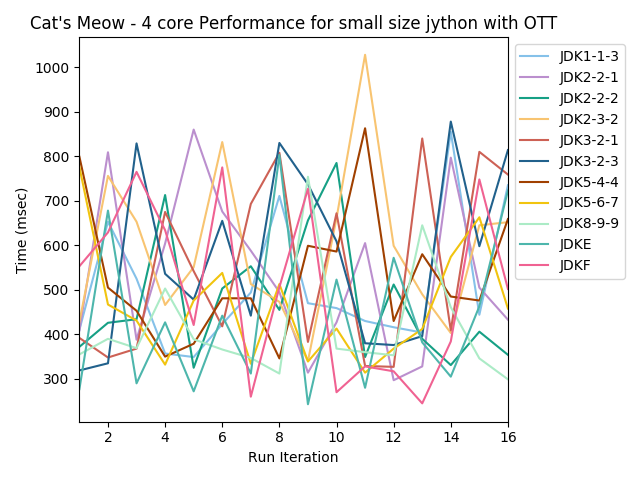 Cat's Meow - 4 core Performance for small size jython with OTT
Time (msec)
1000
900
800
700
600
500
400
300
2 4 6 8 10 12 14 16
Run Iteration
JDK1-1-3
JDK2-2-1
JDK2-2-2
JDK2-3-2
JDK3-2-1
JDK3-2-3
JDK5-4-4
JDK5-6-7
JDK8-9-9
JDKE
JDKF